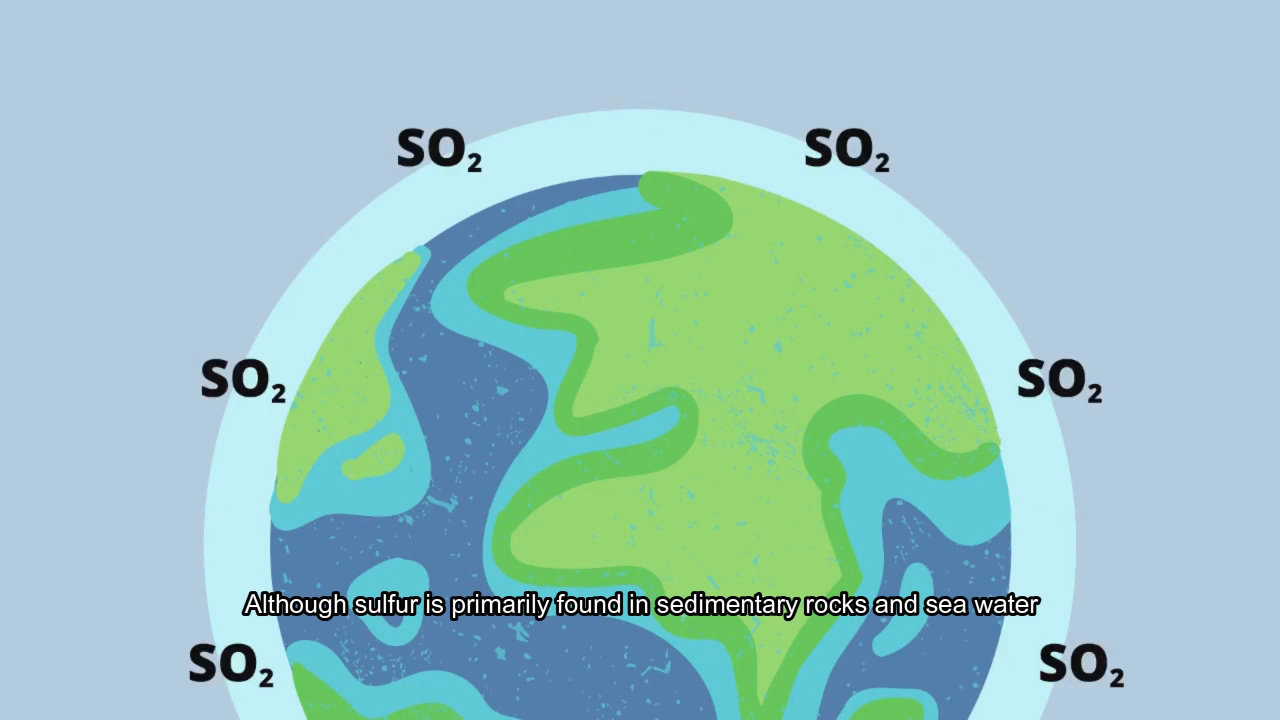 SO₂ SO₂
SO₂ SO₂
Although sulfur is primarily found in sedimentary rocks and sea water
SO₂ SO₂